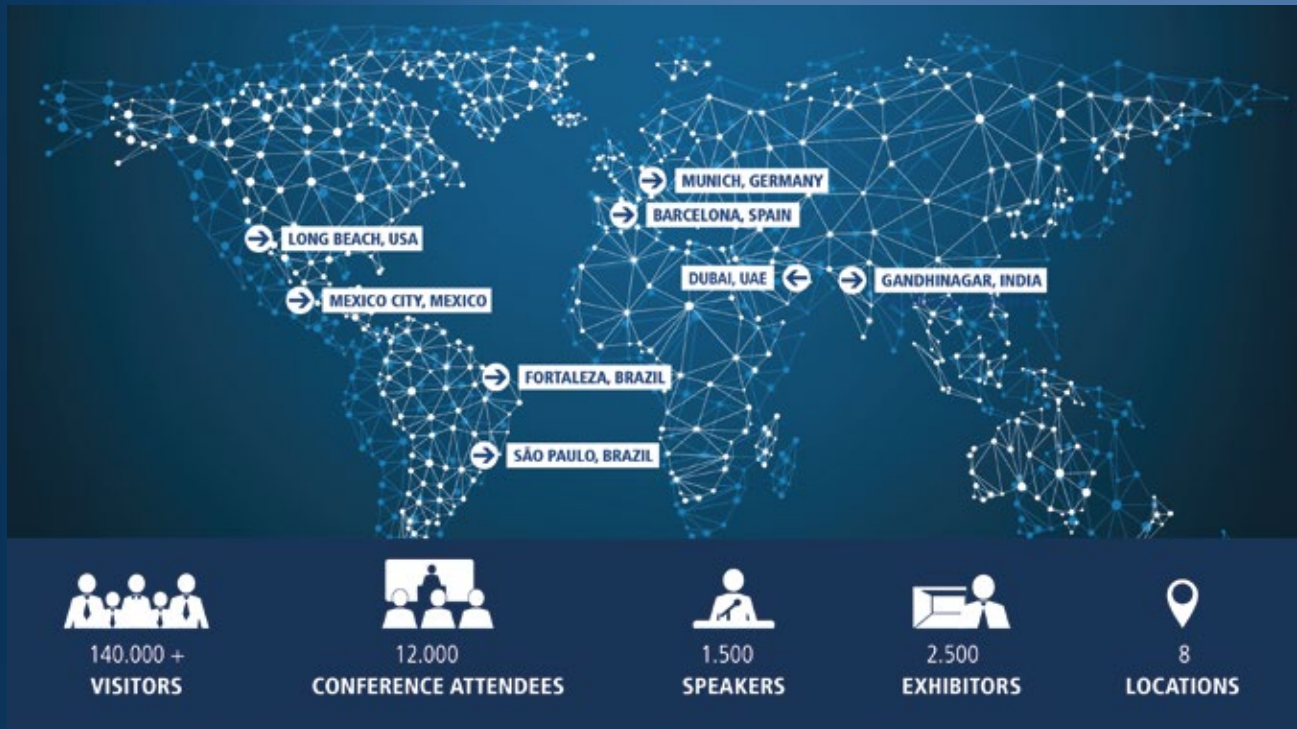 MUNICH, GERMANY
BARCELONA, SPAIN
LONG BEACH, USA
DUBAI, UAE
GANDHINAGAR, INDIA
MEXICO CITY, MEXICO
FORTALEZA, BRAZIL
SÃO PAULO, BRAZIL
140.000 +
VISITORS
12.000
CONFERENCE ATTENDEES
1.500
SPEAKERS
2.500
EXHIBITORS
8
LOCATIONS